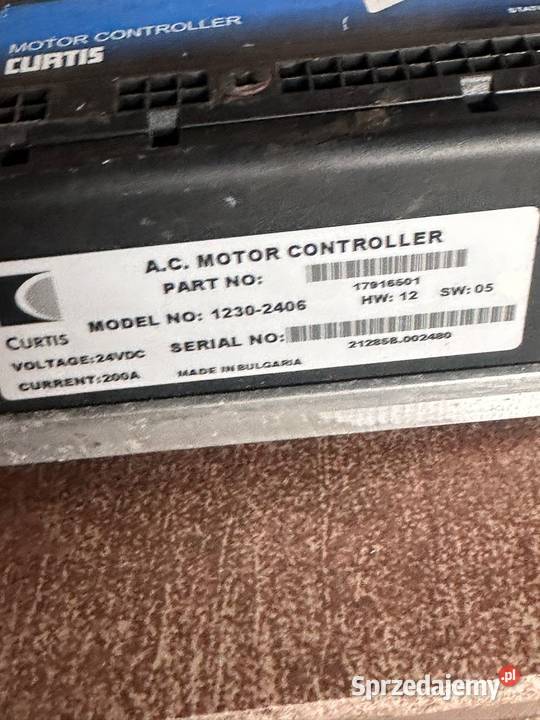 MOTOR CONTROLLER
CURTIS
A.C. MOTOR CONTROLLER
PART NO:
17916501
MODEL NO: 1230-2406
HW: 12 SW: 05
CURTIS
VOLTAGE:24VDC
SERIAL NO:
212858.002480
CURRENT:200A
MADE IN BULGARIA
Sprzedajemy.pl